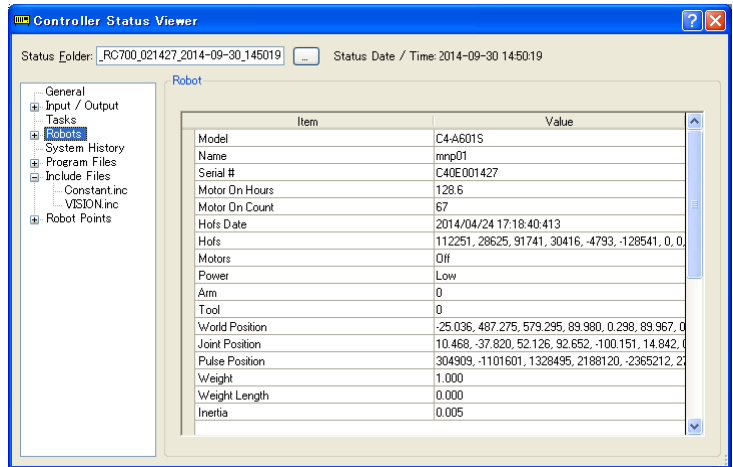 Controller Status Viewer
Status Folder: _RC700_021427_2014-09-30_145019 ... Status Date / Time: 2014-09-30 14:50:19
General
Input / Output
Tasks
Robots
System History
Program Files
Include Files
Constant.inc
VISION.inc
Robot Points
Robot
Item Value
Model C4-A601S
Name mnp01
Serial # C40E001427
Motor On Hours 128.6
Motor On Count 67
Hofs Date 2014/04/24 17:18:40:413
Hofs 112251, 28625, 91741, 30416, -4793, -128541, 0, 0,
Motors Off
Power Low
Arm 0
Tool 0
World Position -25.036, 487.275, 579.295, 89.980, 0.298, 89.967, 0
Joint Position 10.468, -37.820, 52.126, 92.652, -100.151, 14.842, 0
Pulse Position 304909, -1101601, 1328495, 2188120, -2365212, 27
Weight 1.000
Weight Length 0.000
Inertia 0.005